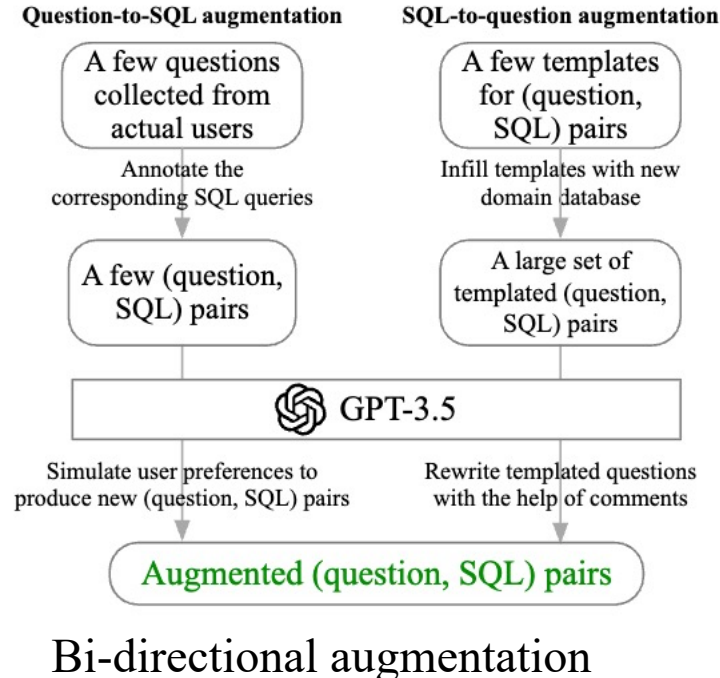 Question-to-SQL augmentation
A few questions
collected from
actual users
Annotate the
corresponding SQL queries
A few (question,
SQL) pairs
SQL-to-question augmentation
A few templates
for (question,
SQL) pairs
Infill templates with new
domain database
A large set of
templated (question,
SQL) pairs
GPT-3.5
Simulate user preferences to
produce new (question, SQL) pairs
Rewrite templated questions
with the help of comments
Augmented (question, SQL) pairs
Bi-directional augmentation